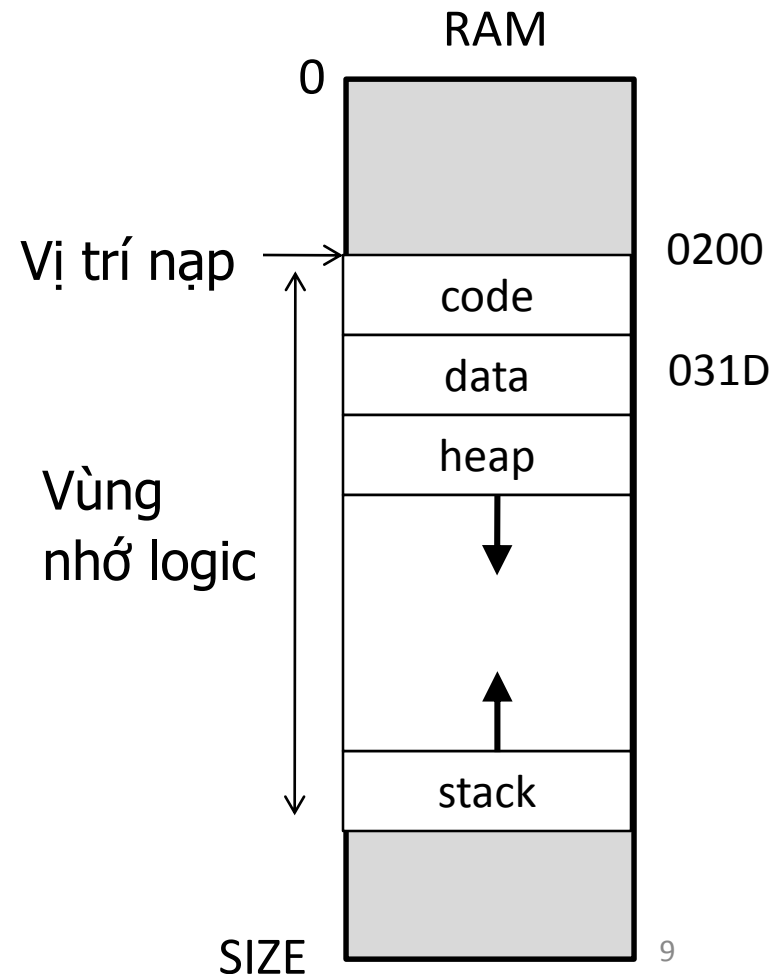 RAM
0
Vị trí nạp
0200
code
data
031D
heap
Vùng
nhớ logic
stack
SIZE
9